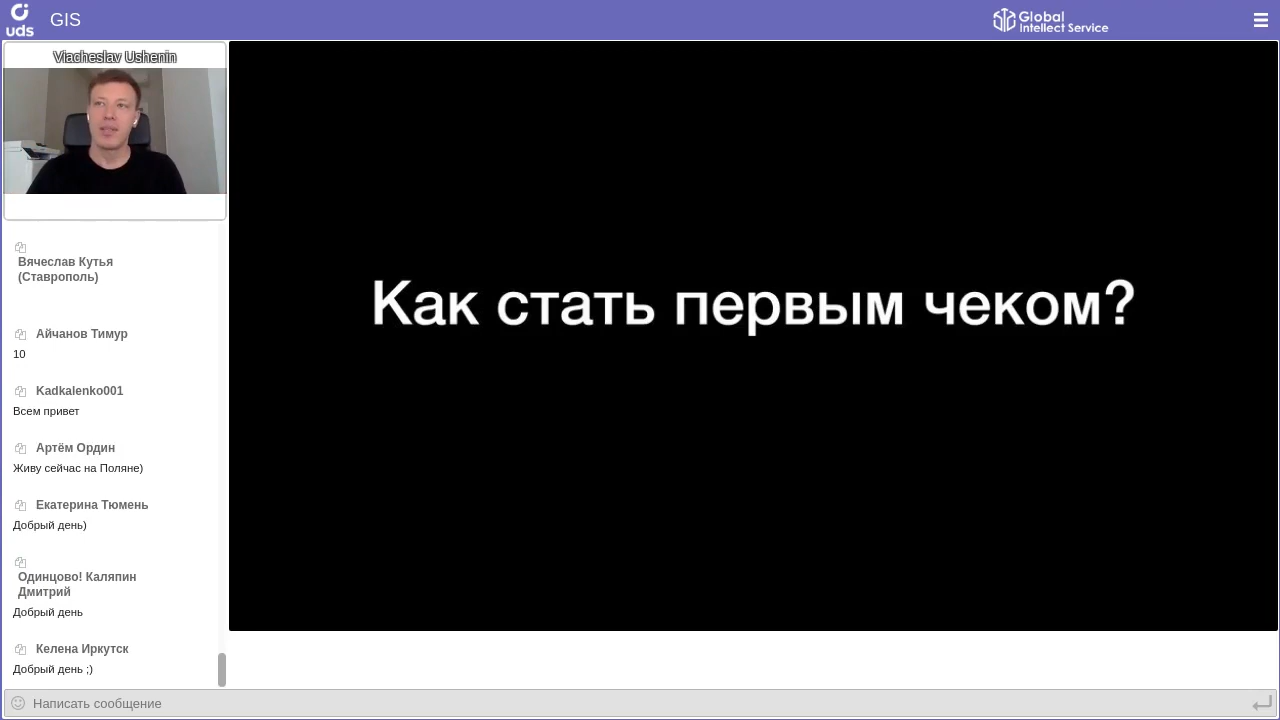 uds
GIS
Global
Intellect Service
Viacheslav Ushenin
Вячеслав Кутья
(Ставрополь)
Айчанов Тимур
10
Kadkalenko001
Всем привет
Артём Ордин
Живу сейчас на Поляне)
Екатерина Тюмень
Добрый день)
Одинцово! Каляпин
Дмитрий
Добрый день
Келена Иркутск
Добрый день ;)
Как стать первым чеком?
Написать сообщение